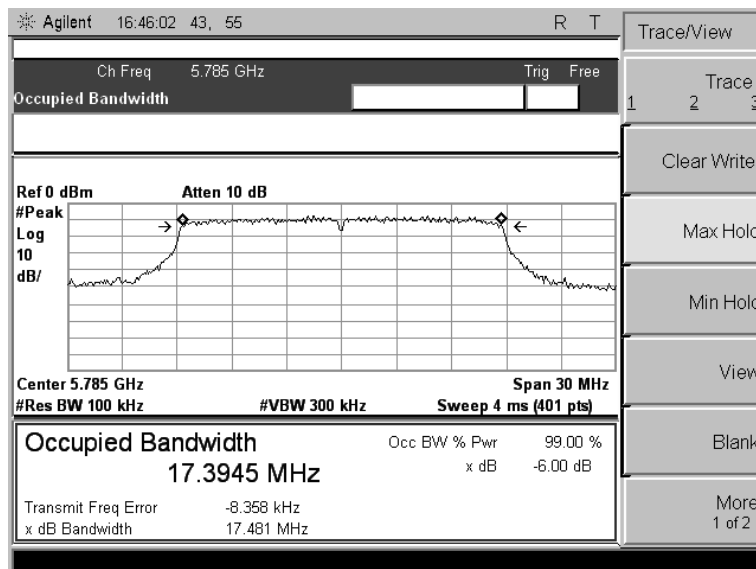 Agilent 16:46:02 43, 55 R T
Ch Freq 5.785 GHz Trig Free
Occupied Bandwidth
Ref 0 dBm Atten 10 dB
#Peak
Log
10
dB/
Center 5.785 GHz Span 30 MHz
#Res BW 100 kHz #VBW 300 kHz Sweep 4 ms (401 pts)
Occupied Bandwidth Occ BW % Pwr 99.00 %
17.3945 MHz x dB -6.00 dB
Transmit Freq Error -8.358 kHz
x dB Bandwidth 17.481 MHz
Trace/View
Trace
1 2 3
Clear Write
Max Hold
Min Hold
View
Blank
More
1 of 2